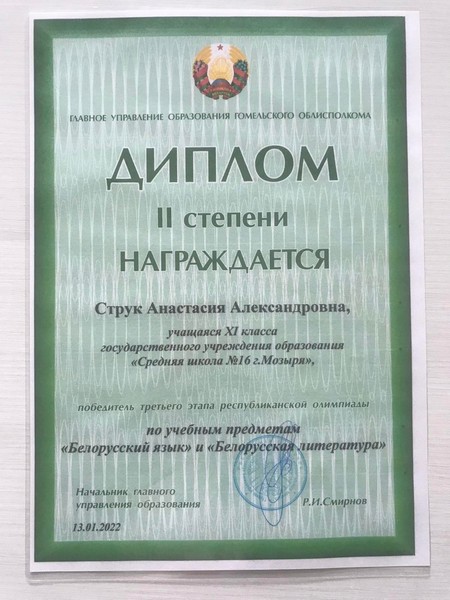 ГЛАВНОЕ УПРАВЛЕНИЕ ОБРАЗОВАНИЯ ГОМЕЛЬСКОГО ОБЛИСПОЛКОМА
ДИПЛОМ
II степени
НАГРАЖДАЕТСЯ
Струк Анастасия Александровна,
учащаяся XI класса
государственного учреждения образования
«Средняя школа №16 г.Мозыря»,
победитель третьего этапа республиканской олимпиады
по учебным предметам
«Белорусский язык» и «Белорусская литература»
Начальник главного
управления образования
Р.И.Смирнов
13.01.2022